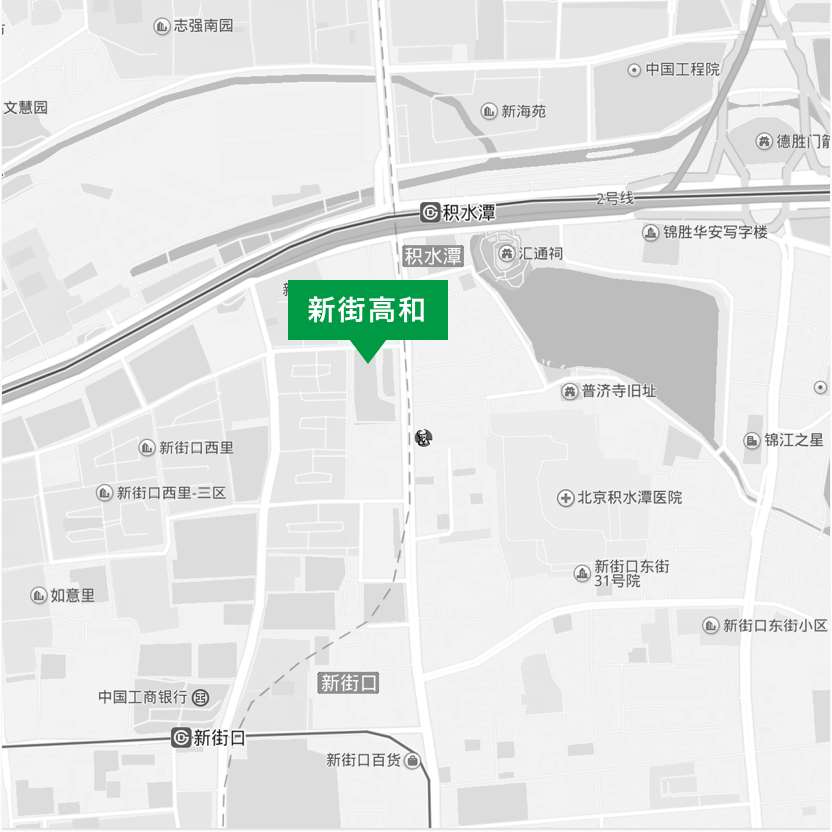 志强南园
中国工程院
文慧园
新海苑
德胜门箭
2号线
积水潭
锦胜华安写字楼
积水潭
汇通祠
新
新街高和
普济寺旧址
锦江之星
新街口西里
新街口西里-三区
北京积水潭医院
新街口东街
31号院
如意里
新街口东街小区
新街口
中国工商银行
新街口
新街口百货